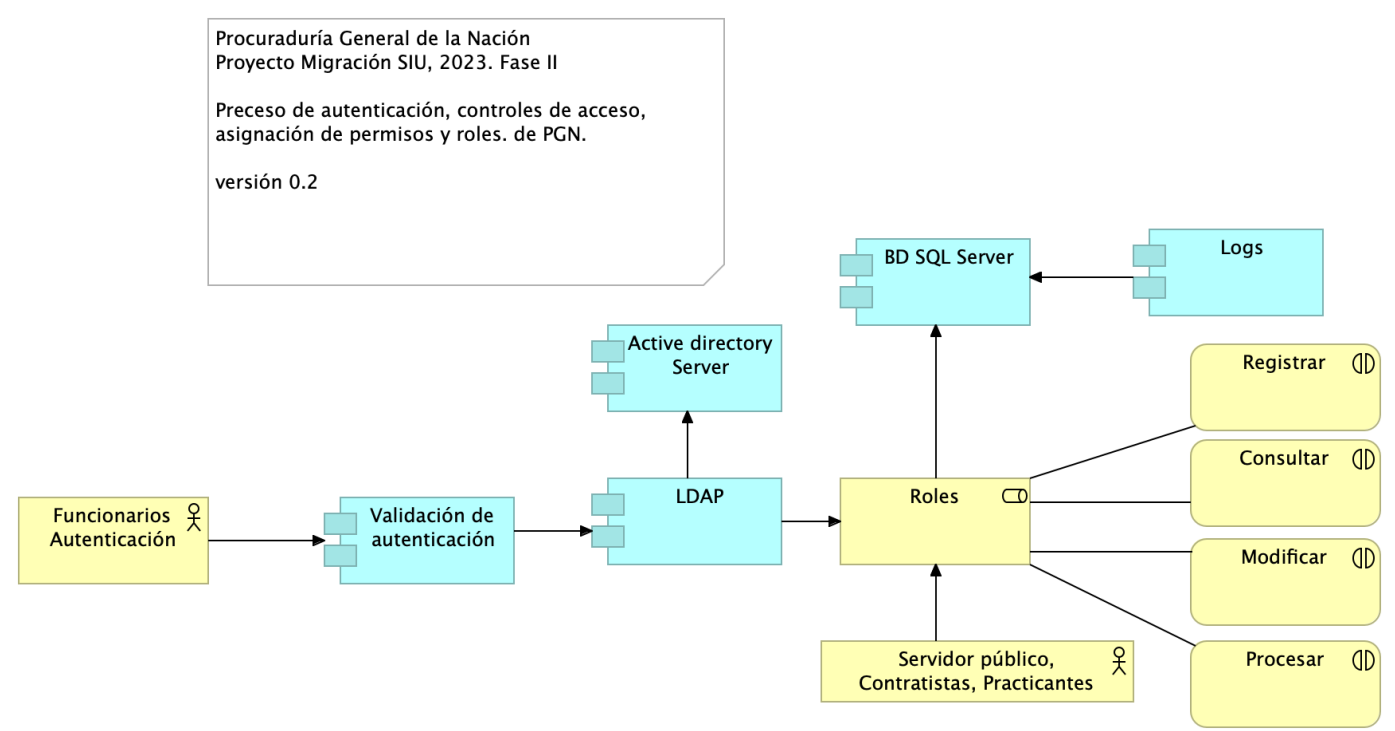 Procuraduría General de la Nación
Proyecto Migración SIU, 2023. Fase II
Preceso de autenticación, controles de acceso,
asignación de permisos y roles. de PGN.
versión 0.2
BD SQL Server
Logs
Active directory
Server
Registrar
Consultar
Funcionarios
Autenticación
Validación de
autenticación
LDAP
Roles
Modificar
Servidor público,
Contratistas, Practicantes
Procesar